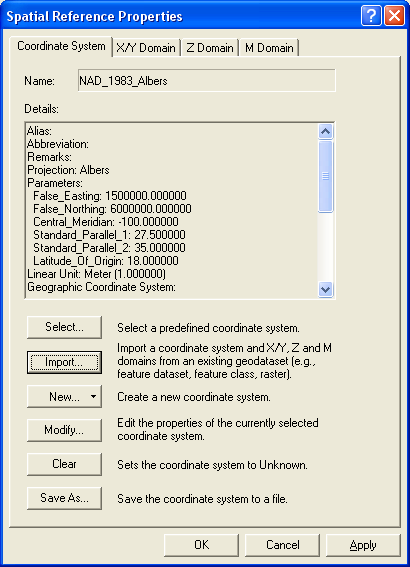 Spatial Reference Properties
Coordinate System X/Y Domain Z Domain M Domain
Name: NAD_1983_Albers
Details:
Alias:
Abbreviation:
Remarks:
Projection: Albers
Parameters:
False_Easting: 1500000.000000
False_Northing: 6000000.000000
Central_Meridian: -100.000000
Standard_Parallel_1: 27.500000
Standard_Parallel_2: 35.000000
Latitude_Of_Origin: 18.000000
Linear Unit: Meter (1.000000)
Geographic Coordinate System:
Select... Select a predefined coordinate system.
Import... Import a coordinate system and X/Y, Z and M
domains from an existing geodataset (e.g.,
feature dataset, feature class, raster).
New... Create a new coordinate system.
Modify... Edit the properties of the currently selected
coordinate system.
Clear Sets the coordinate system to Unknown.
Save As... Save the coordinate system to a file.
OK Cancel Apply